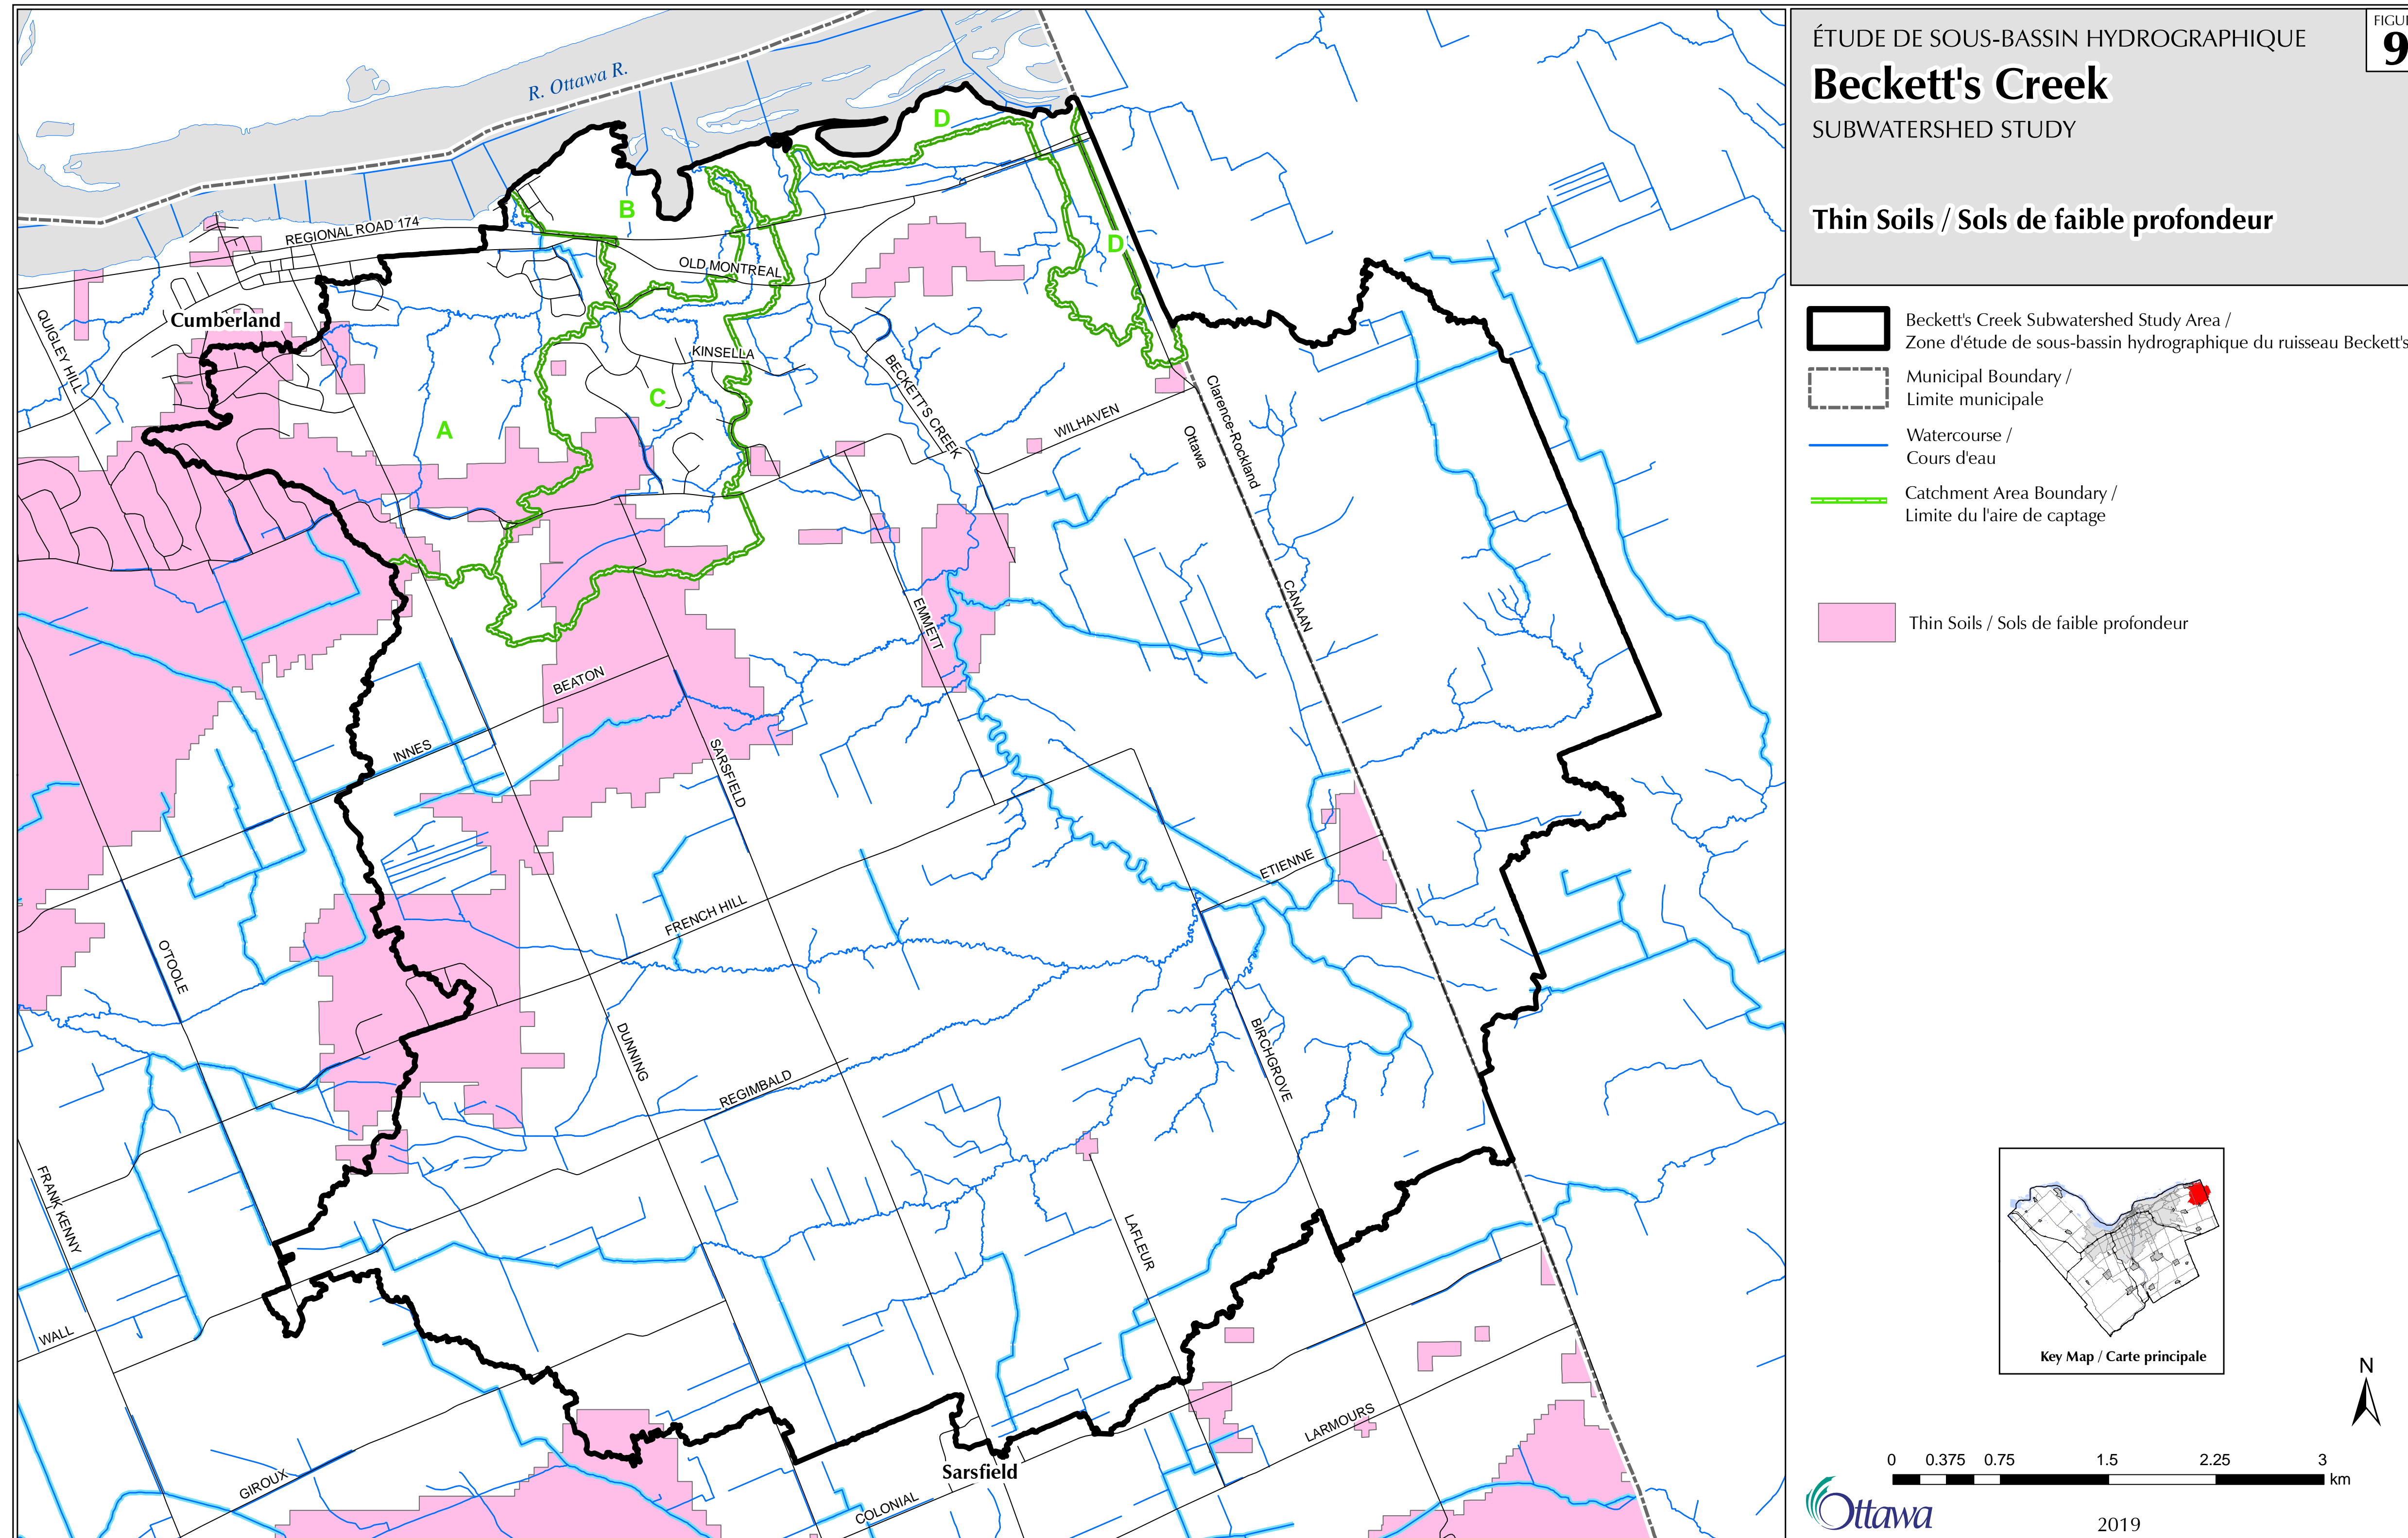 ÉTUDE DE SOUS-BASSIN HYDROGRAPHIQUE
Beckett's Creek
SUBWATERSHED STUDY
Thin Soils / Sols de faible profondeur
FIGU
9
Beckett's Creek Subwatershed Study Area /
Zone d'étude de sous-bassin hydrographique du ruisseau Beckett's
Municipal Boundary /
Limite municipale
Watercourse /
Cours d'eau
Catchment Area Boundary /
Limite du l'aire de captage
Thin Soils / Sols de faible profondeur
Key Map / Carte principale
N
0 0.375 0.75 1.5 2.25 3
km
Ottawa
2019
R. Ottawa R.
D
B
REGIONAL ROAD 174
D
OLD MONTREAL
Cumberland
QUIGLEY HILL
KINSELLA
BECKETT'S CREEK
C
A
WILHAVEN
Clarence-Rockland
Ottawa
CANAAN
EMMETT
BEATON
INNES
SARSFIELD
ETIENNE
FRENCH HILL
O'TOOLE
DUNNING
BIRCHGROVE
REGIMBALD
FRANK KENNY
LAFLEUR
WALL
LARMOURS
Sarsfield
GIROUX
COLONIAL